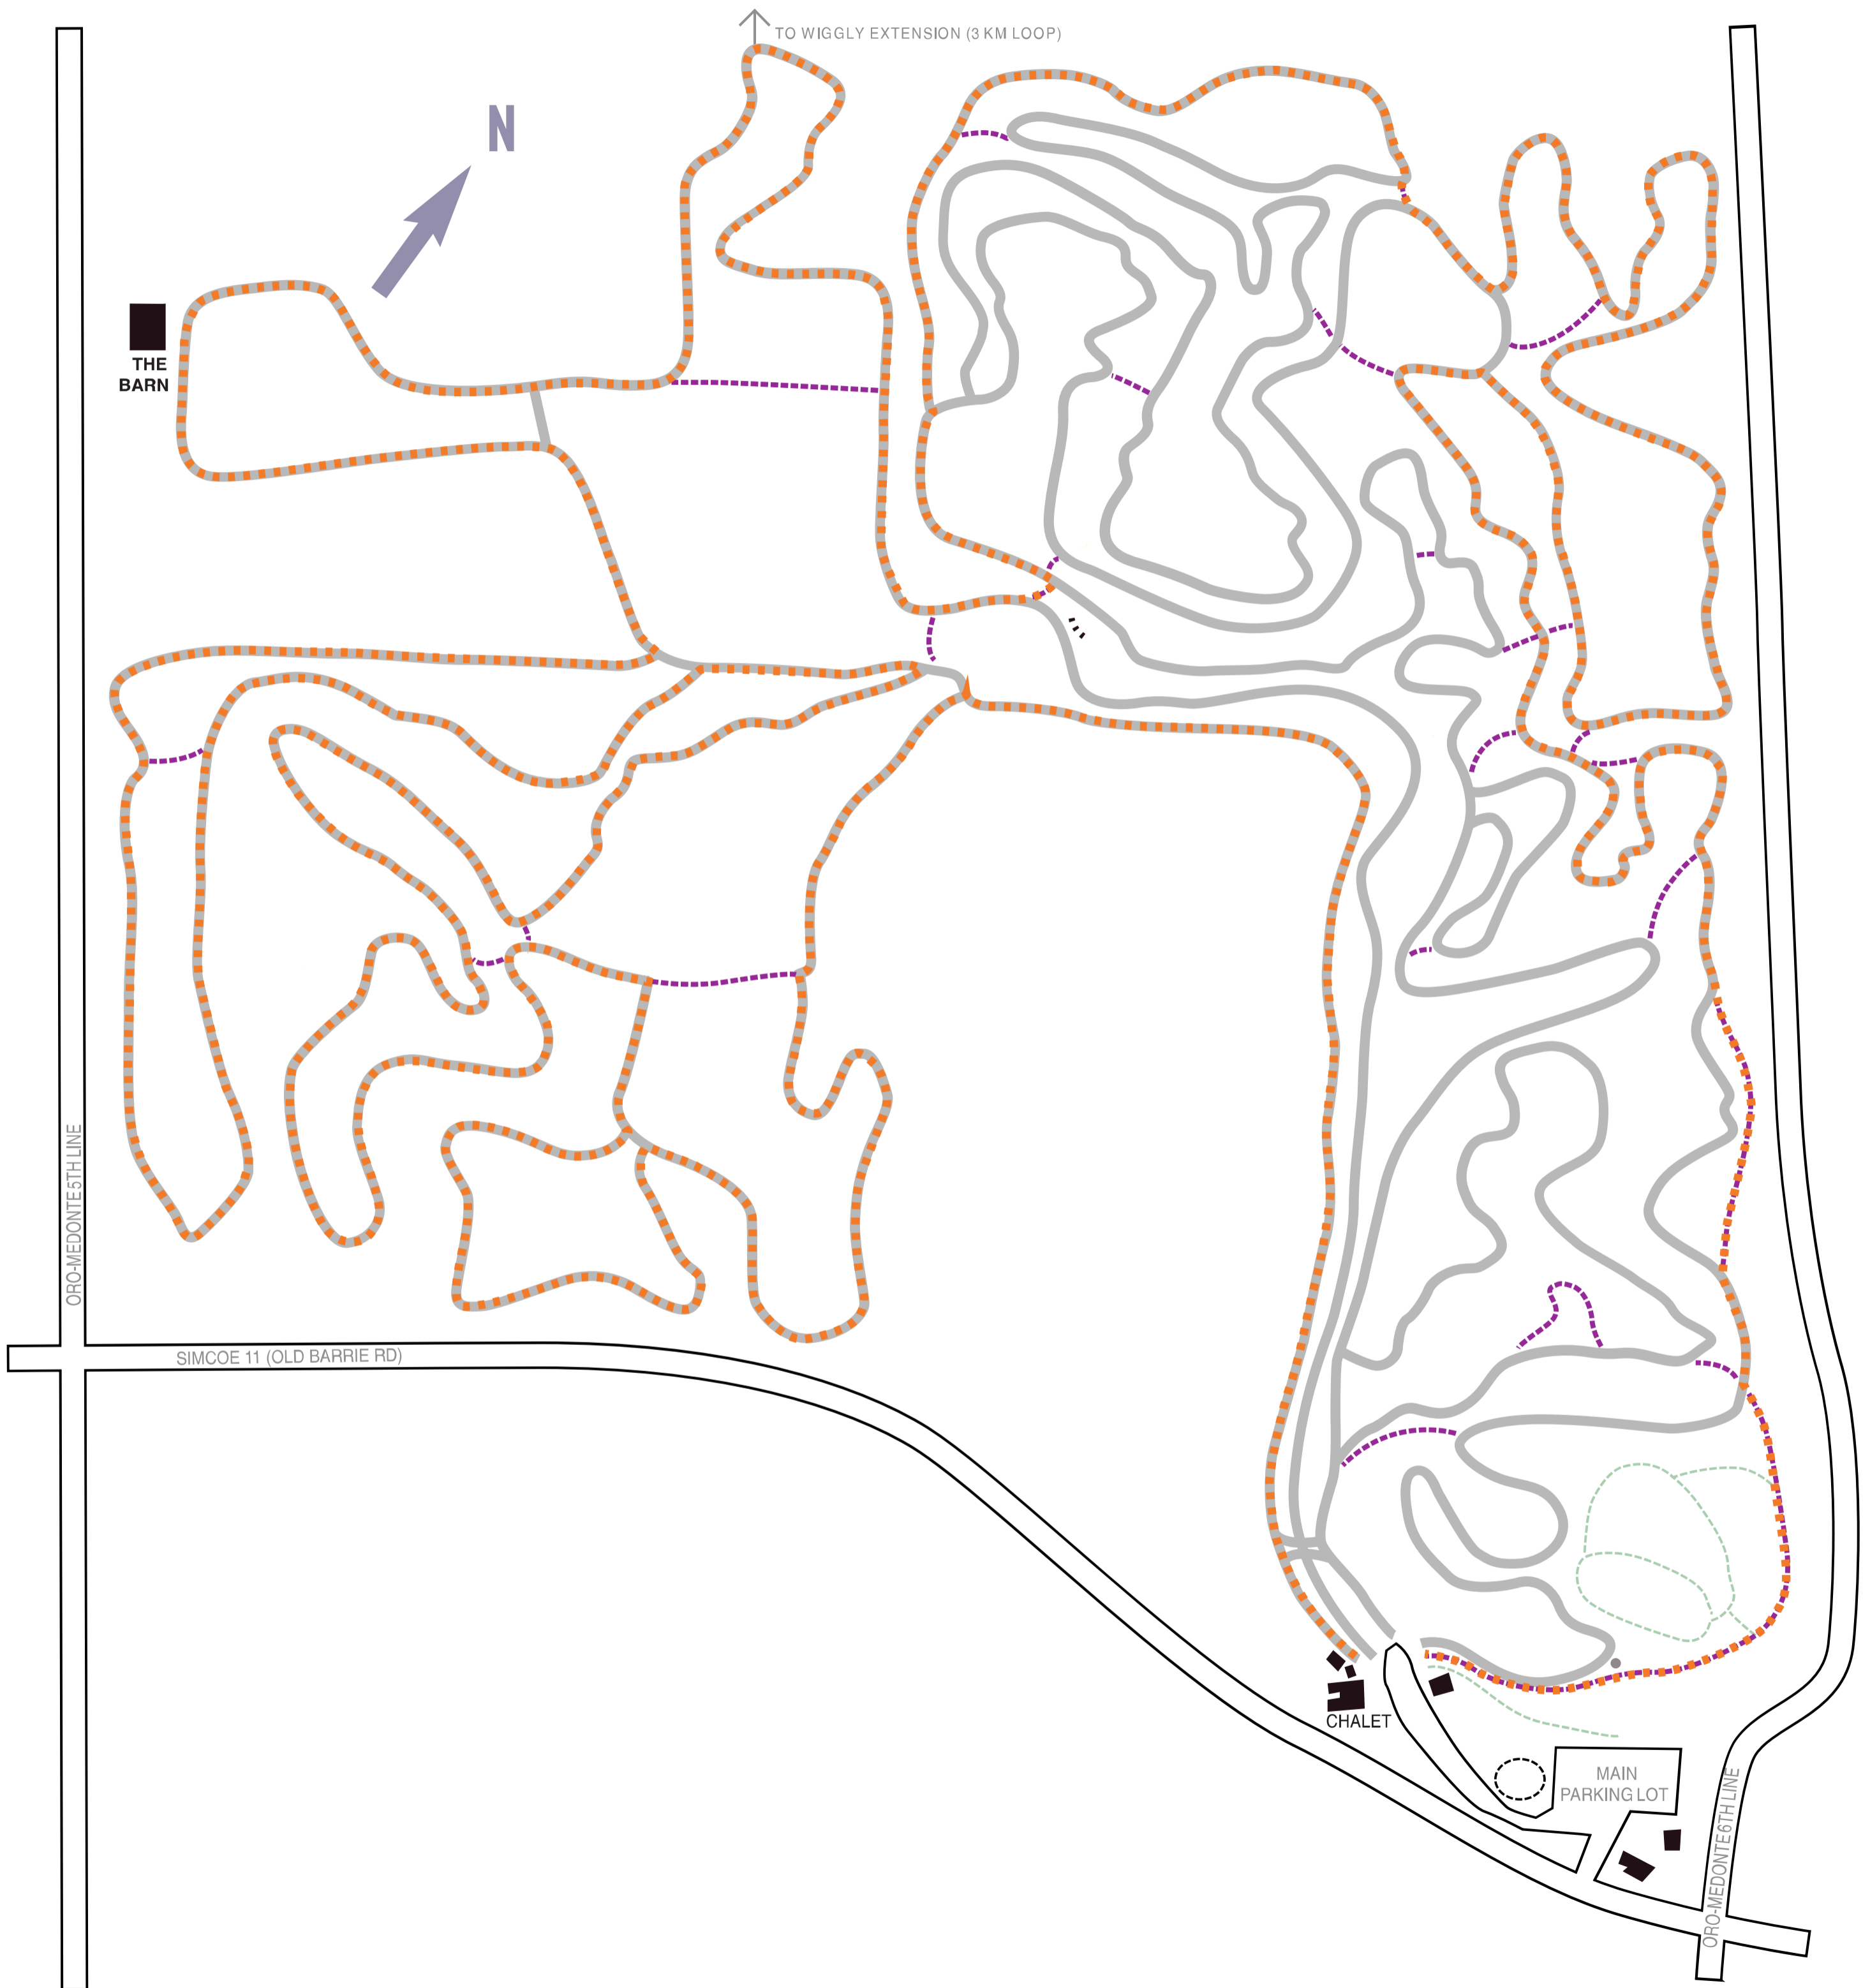 TO WIGGLY EXTENSION (3 KM LOOP)
N
THE
BARN
ORO-MEDONTE 5TH LINE
SIMCOE 11 (OLD BARRIE RD)
CHALET
MAIN
PARKING LOT
ORO-MEDONTE 6TH LINE